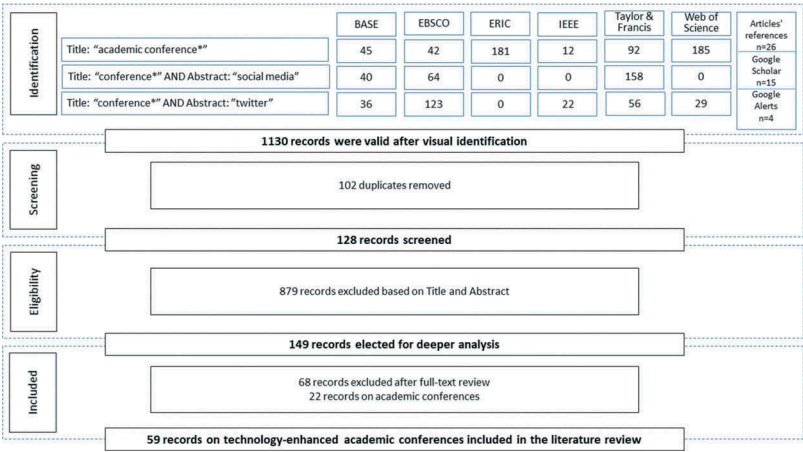 Identification
BASE EBSCO ERIC IEEE Taylor & Francis Web of Science
Title: "academic conference*" 45 42 181 12 92 185
Title: "conference*" AND Abstract: "social media" 40 64 0 0 158 0
Title: "conference*" AND Abstract: "twitter" 36 123 0 22 56 29
Articles'
references
n=26
Google
Scholar
n=15
Google
Alerts
n=4
1130 records were valid after visual identification
Screening
102 duplicates removed
128 records screened
Eligibility
879 records excluded based on Title and Abstract
149 records elected for deeper analysis
Included
68 records excluded after full-text review
22 records on academic conferences
59 records on technology-enhanced academic conferences included in the literature review